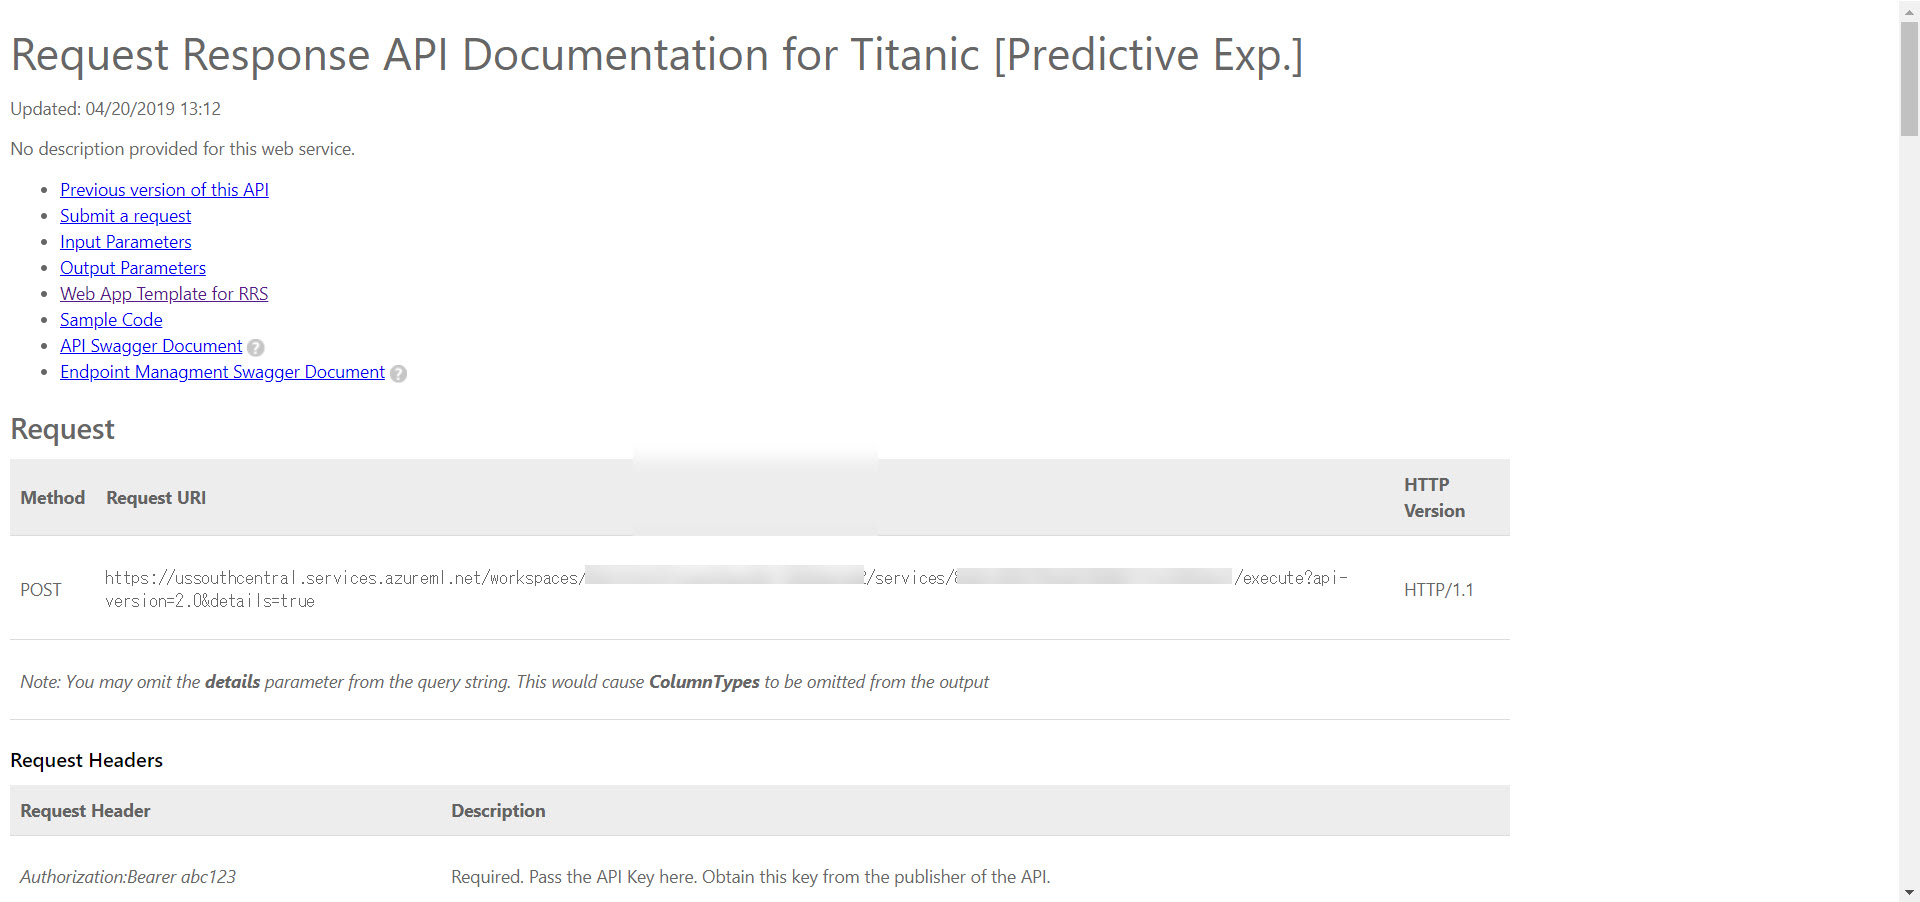 Request Response API Documentation for Titanic [Predictive Exp.]
Updated: 04/20/2019 13:12
No description provided for this web service.
Previous version of this API
Submit a request
Input Parameters
Output Parameters
Web App Template for RRS
Sample Code
API Swagger Document ?
Endpoint Managment Swagger Document ?
Request
Method Request URI HTTP Version
POST https://ussouthcentral.services.azureml.net/workspaces/ /services/ /execute?api-
version=2.0&details=true HTTP/1.1
Note: You may omit the details parameter from the query string. This would cause ColumnTypes to be omitted from the output
Request Headers
Request Header Description
Authorization:Bearer abc123 Required. Pass the API Key here. Obtain this key from the publisher of the API.